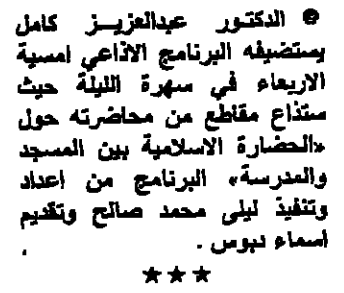 ● الدكتور عبدالعزيز كامل
يستضيفه البرنامج الاذاعي امسية
الاربعاء في سهرة الليلة حيث
ستذاع مقاطع من محاضرته حول
«الحضارة الاسلامية بين المسجد
والمدرسة» البرنامج من اعداد
وتنفيذ ليلى محمد صالح وتقديم
اسماء نبوس .
★★★